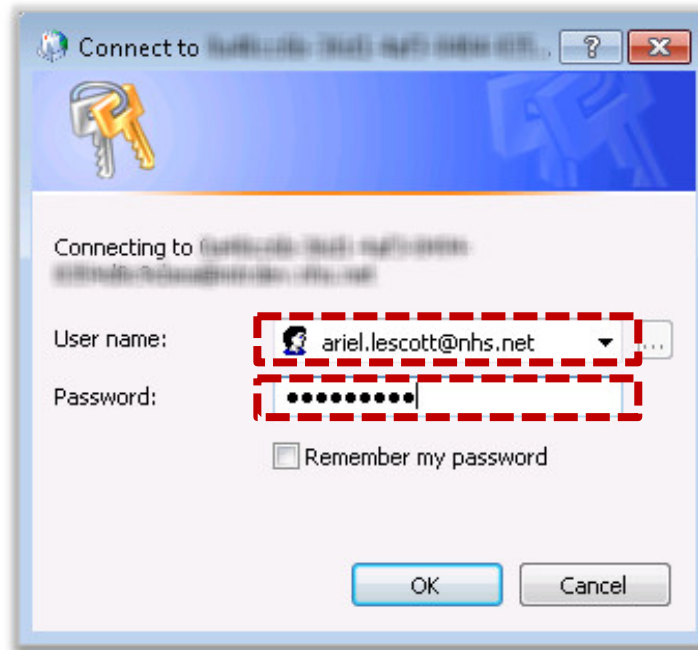 Connect to
Connecting to
User name: ariel.lescott@nhs.net ...
Password: •••••••••
Remember my password
OK Cancel